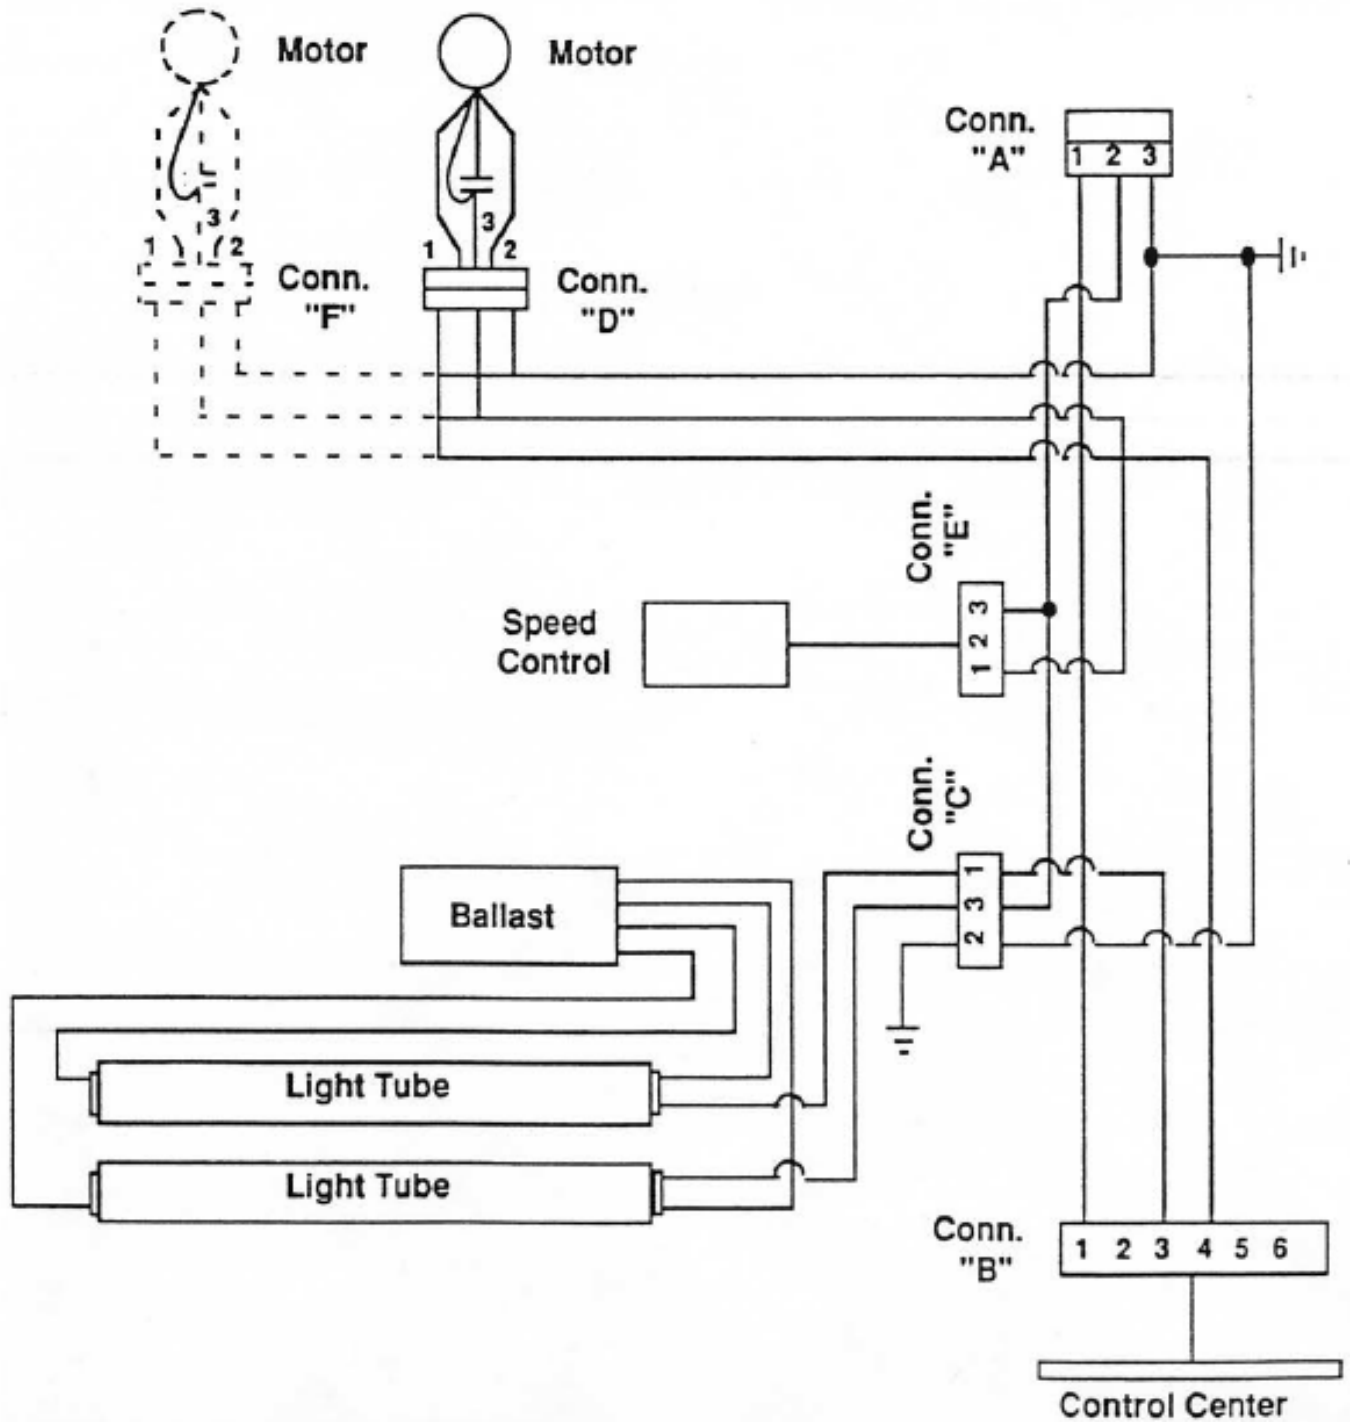 Motor
Motor
Conn.
"A"
1 2 3
3
1 2
3
1 2
Conn.
"F"
Conn.
"D"
Conn.
"E"
3
2
1
Speed
Control
Conn.
"C"
1
3
2
Ballast
Light Tube
Light Tube
Conn.
"B"
1 2 3 4 5 6
Control Center